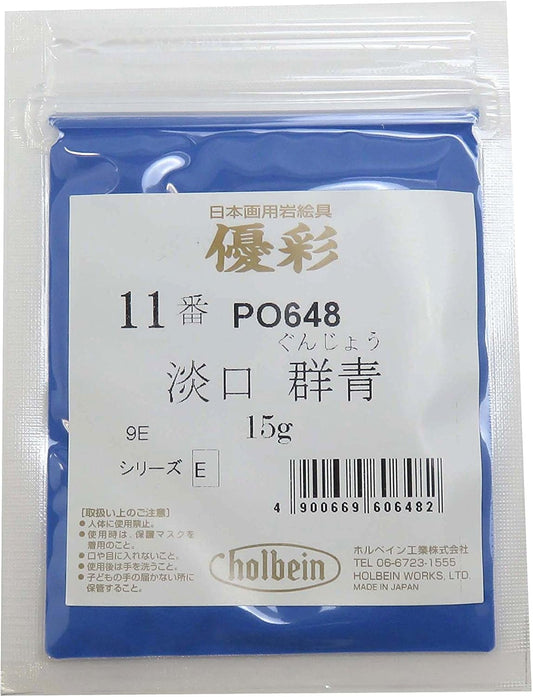 日本画用岩絵具
優彩
11番 PO648
ぐんじょう
淡口 群青
15g
9E
シリーズ E
4 900669 606482
[取扱い上のご注意]
●人体に使用禁止。
●使用時は、保護マスクを
着用のこと。
●口や目に入れないこと。
●使用後は手を洗うこと。
●子どもの手の届かない所に
保管すること。
holbein
ホルベイン工業株式会社
TEL 06-6723-1555
HOLBEIN WORKS, LTD.
MADE IN JAPAN